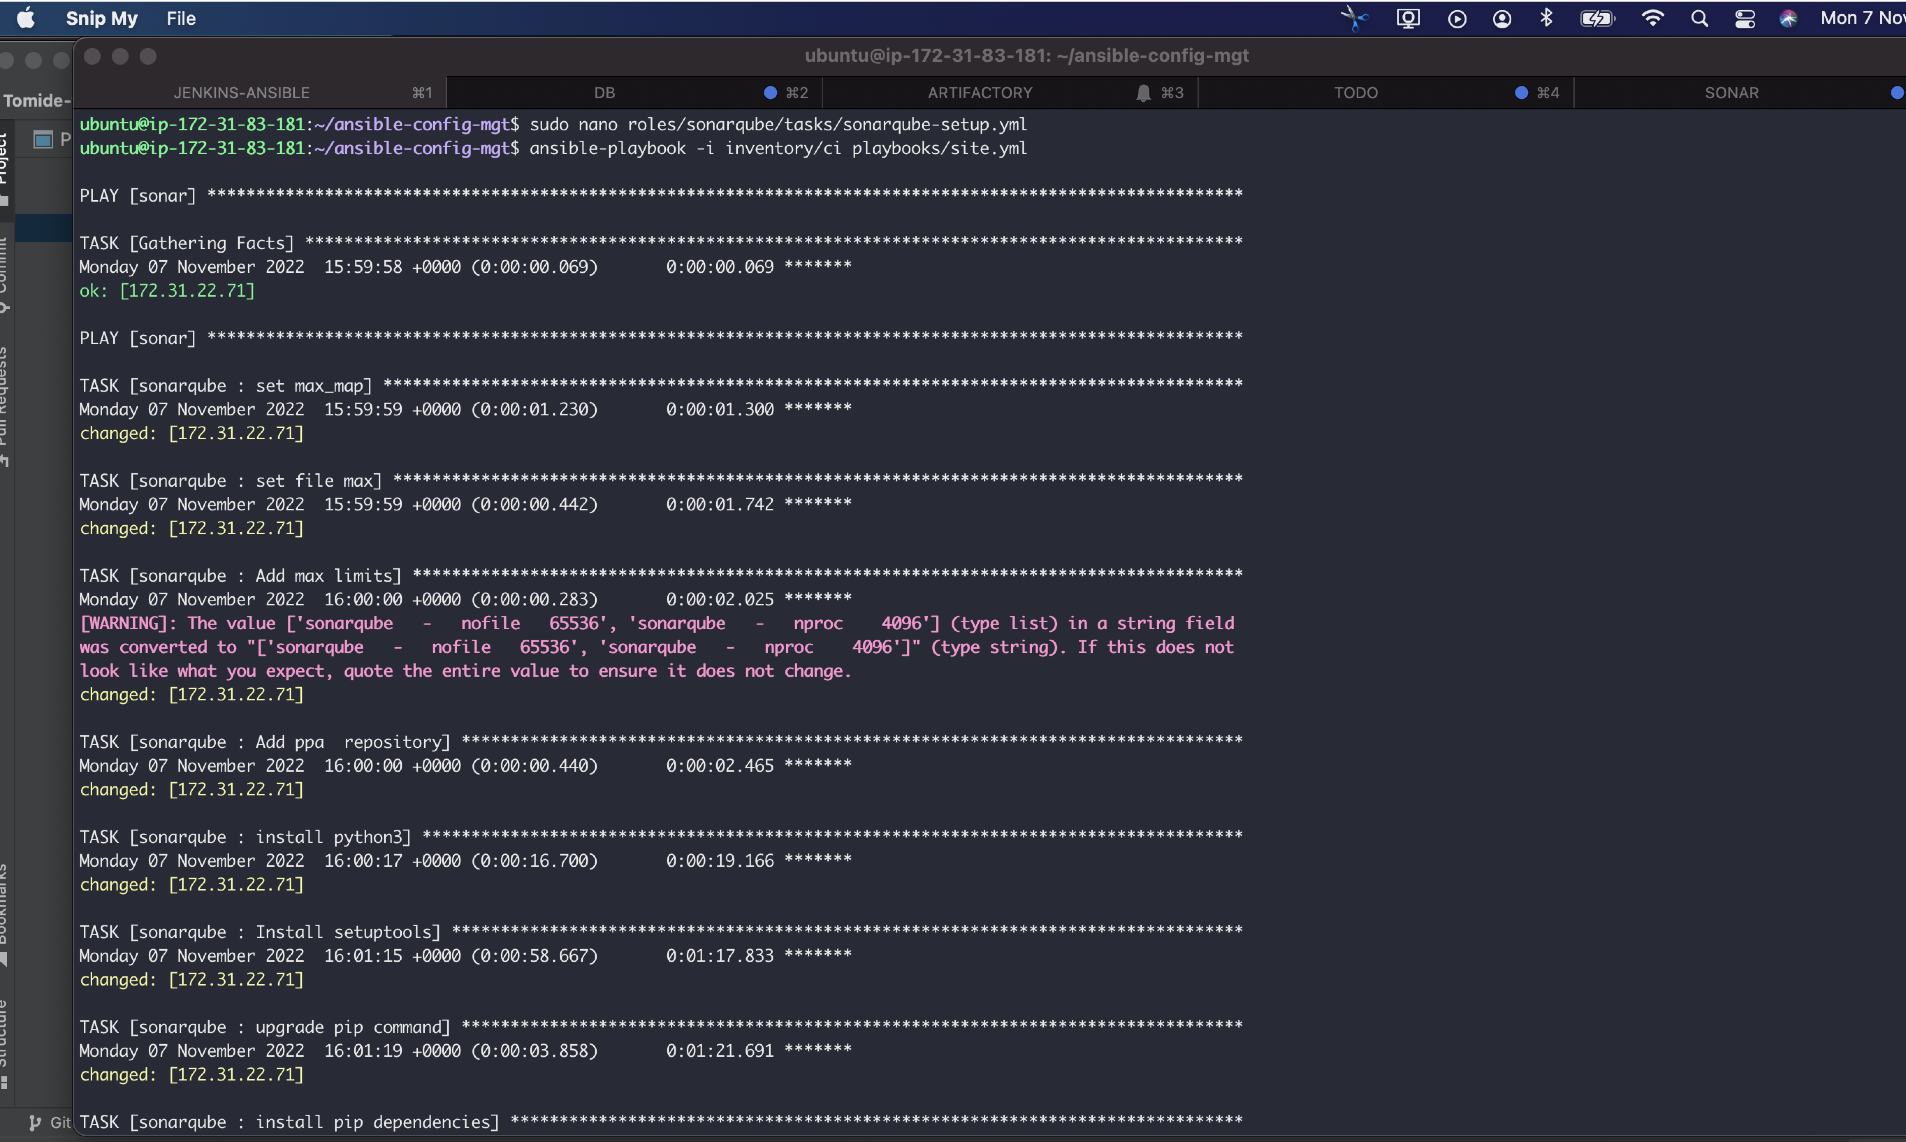 Snip My File
Mon 7 Nov
ubuntu@ip-172-31-83-181: ~/ansible-config-mgt
JENKINS-ANSIBLE ⌘1 DB ⌘2 ARTIFACTORY ⌘3 TODO ⌘4 SONAR
Tomide-
P
Project
Commit
Pull Requests
Bookmarks
Structure
Git
ubuntu@ip-172-31-83-181:~/ansible-config-mgt$ sudo nano roles/sonarqube/tasks/sonarqube-setup.yml
ubuntu@ip-172-31-83-181:~/ansible-config-mgt$ ansible-playbook -i inventory/ci playbooks/site.yml
PLAY [sonar] **********************************************************************************************************
TASK [Gathering Facts] ************************************************************************************************
Monday 07 November 2022  15:59:58 +0000 (0:00:00.069)       0:00:00.069 *******
ok: [172.31.22.71]
PLAY [sonar] **********************************************************************************************************
TASK [sonarqube : set max_map] ****************************************************************************************
Monday 07 November 2022  15:59:59 +0000 (0:00:01.230)       0:00:01.300 *******
changed: [172.31.22.71]
TASK [sonarqube : set file max] ***************************************************************************************
Monday 07 November 2022  15:59:59 +0000 (0:00:00.442)       0:00:01.742 *******
changed: [172.31.22.71]
TASK [sonarqube : Add max limits] *************************************************************************************
Monday 07 November 2022  16:00:00 +0000 (0:00:00.283)       0:00:02.025 *******
[WARNING]: The value ['sonarqube   -   nofile   65536', 'sonarqube   -   nproc    4096'] (type list) in a string field
was converted to "['sonarqube   -   nofile   65536', 'sonarqube   -   nproc    4096']" (type string). If this does not
look like what you expect, quote the entire value to ensure it does not change.
changed: [172.31.22.71]
TASK [sonarqube : Add ppa  repository] ********************************************************************************
Monday 07 November 2022  16:00:00 +0000 (0:00:00.440)       0:00:02.465 *******
changed: [172.31.22.71]
TASK [sonarqube : install python3] ************************************************************************************
Monday 07 November 2022  16:00:17 +0000 (0:00:16.700)       0:00:19.166 *******
changed: [172.31.22.71]
TASK [sonarqube : Install setuptools] *********************************************************************************
Monday 07 November 2022  16:01:15 +0000 (0:00:58.667)       0:01:17.833 *******
changed: [172.31.22.71]
TASK [sonarqube : upgrade pip command] ********************************************************************************
Monday 07 November 2022  16:01:19 +0000 (0:00:03.858)       0:01:21.691 *******
changed: [172.31.22.71]
TASK [sonarqube : install pip dependencies] ***************************************************************************